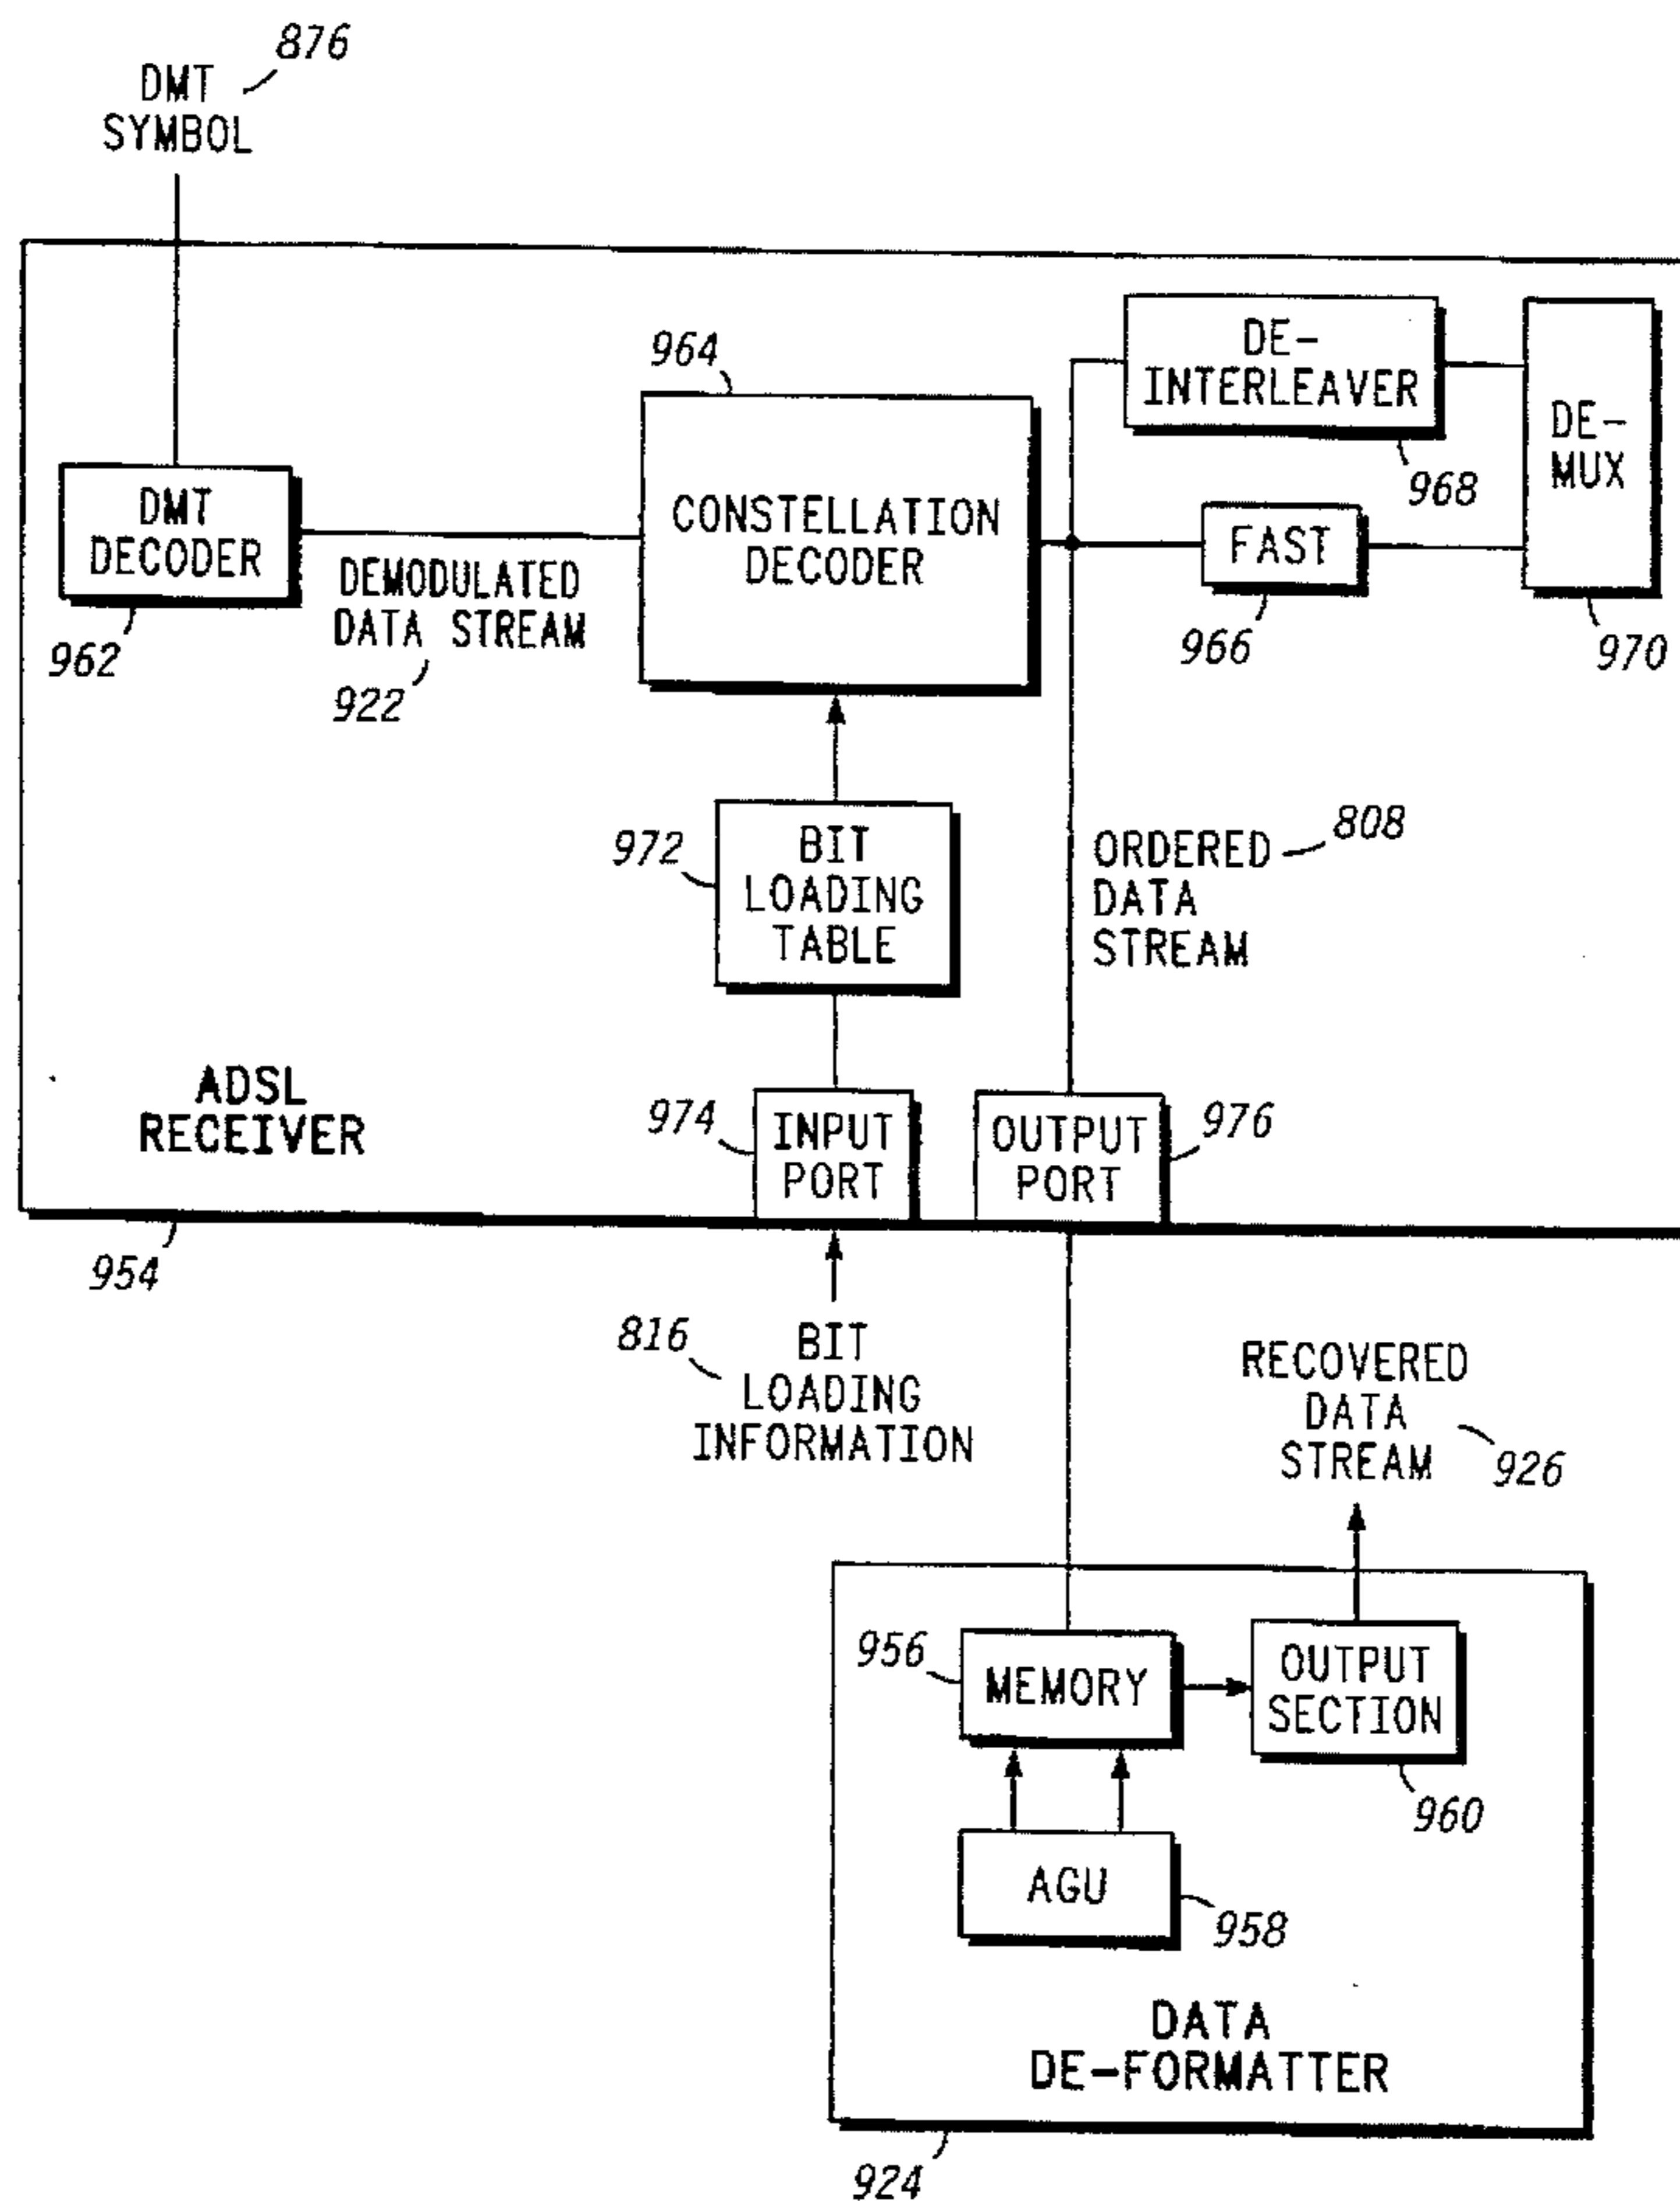 876
DMT
SYMBOL
964
DE-
INTERLEAVER
968
DE-
MUX
970
DMT
DECODER
962
DEMODULATED
DATA STREAM
922
CONSTELLATION
DECODER
FAST
966
972
BIT
LOADING
TABLE
ORDERED
DATA
STREAM
808
ADSL
RECEIVER
974
INPUT
PORT
OUTPUT
PORT
976
954
816
BIT
LOADING
INFORMATION
RECOVERED
DATA
STREAM
926
956
MEMORY
OUTPUT
SECTION
960
AGU
958
DATA
DE-FORMATTER
924